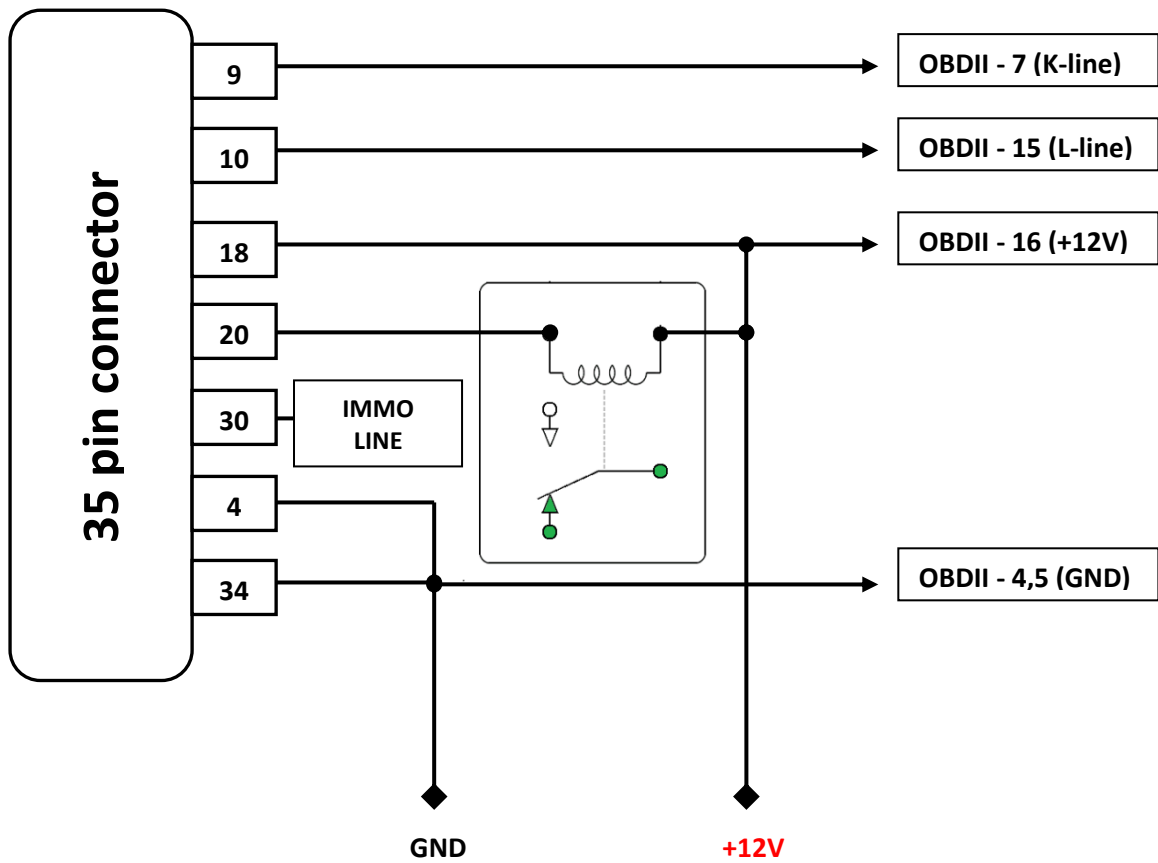 35 pin connector
9
OBDII - 7 (K-line)
10
OBDII - 15 (L-line)
18
OBDII - 16 (+12V)
20
30
IMMO
LINE
4
34
OBDII - 4,5 (GND)
GND
+12V